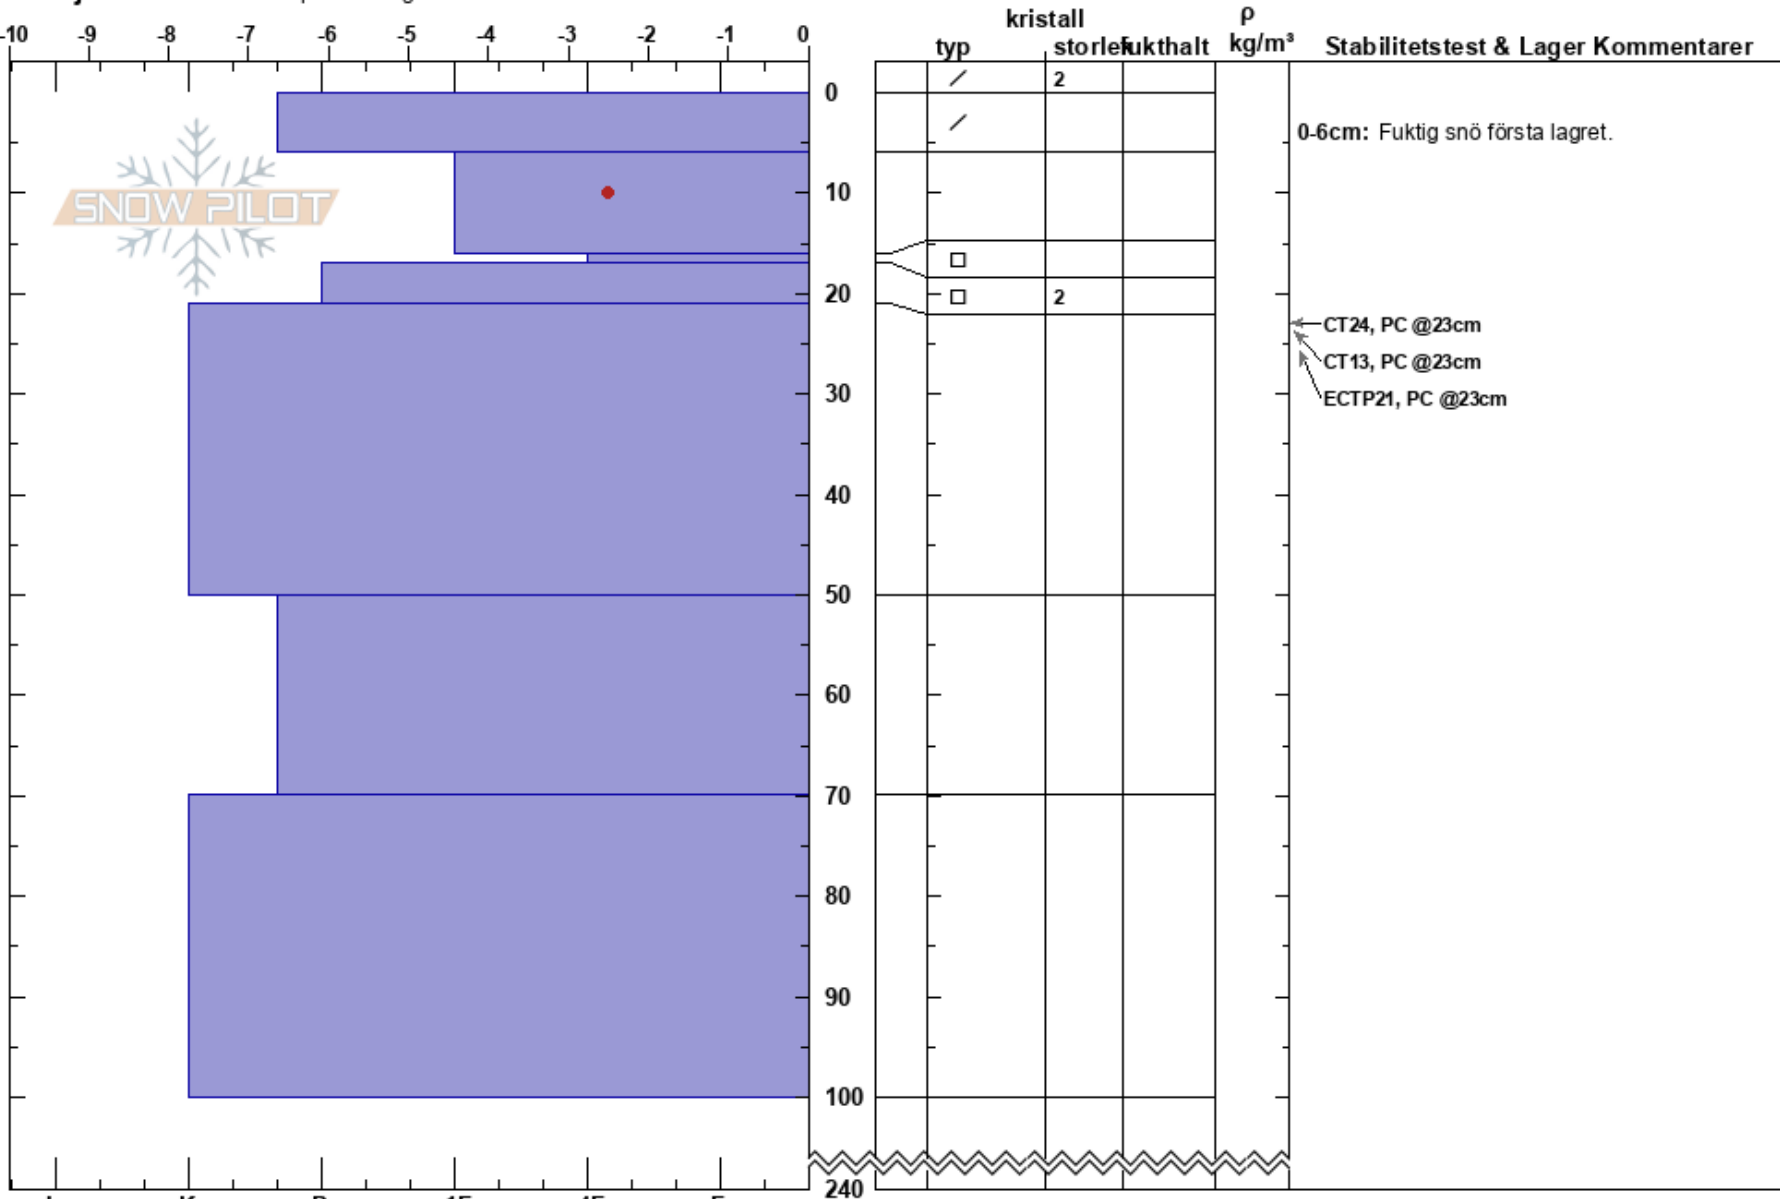 kristall ρ
-10 -9 -8 -7 -6 -5 -4 -3 -2 -1 0 typ storlek fukthalt kg/m³ Stabilitetstest & Lager Kommentarer
2
0
0-6cm: Fuktig snö första lagret.
10
SNOW PILOT
20 2
CT24, PC @23cm
CT13, PC @23cm
30 ECTP21, PC @23cm
40
50
60
70
80
90
100
240